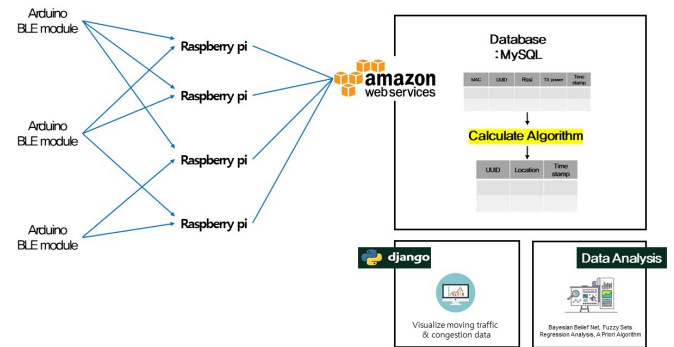 Arduino
BLE module
Arduino
BLE module
Arduino
BLE module
Raspberry pi
Raspberry pi
Raspberry pi
Raspberry pi
amazon
web services
Database
:MySQL
MAC UUID Rssi TX power Time stamp
Calculate Algorithm
UUID Location Time stamp
django
Visualize moving traffic
& congestion data
Data Analysis
Bayesian Belief Net, Fuzzy Sets
Regression Analysis, A Priori Algorithm